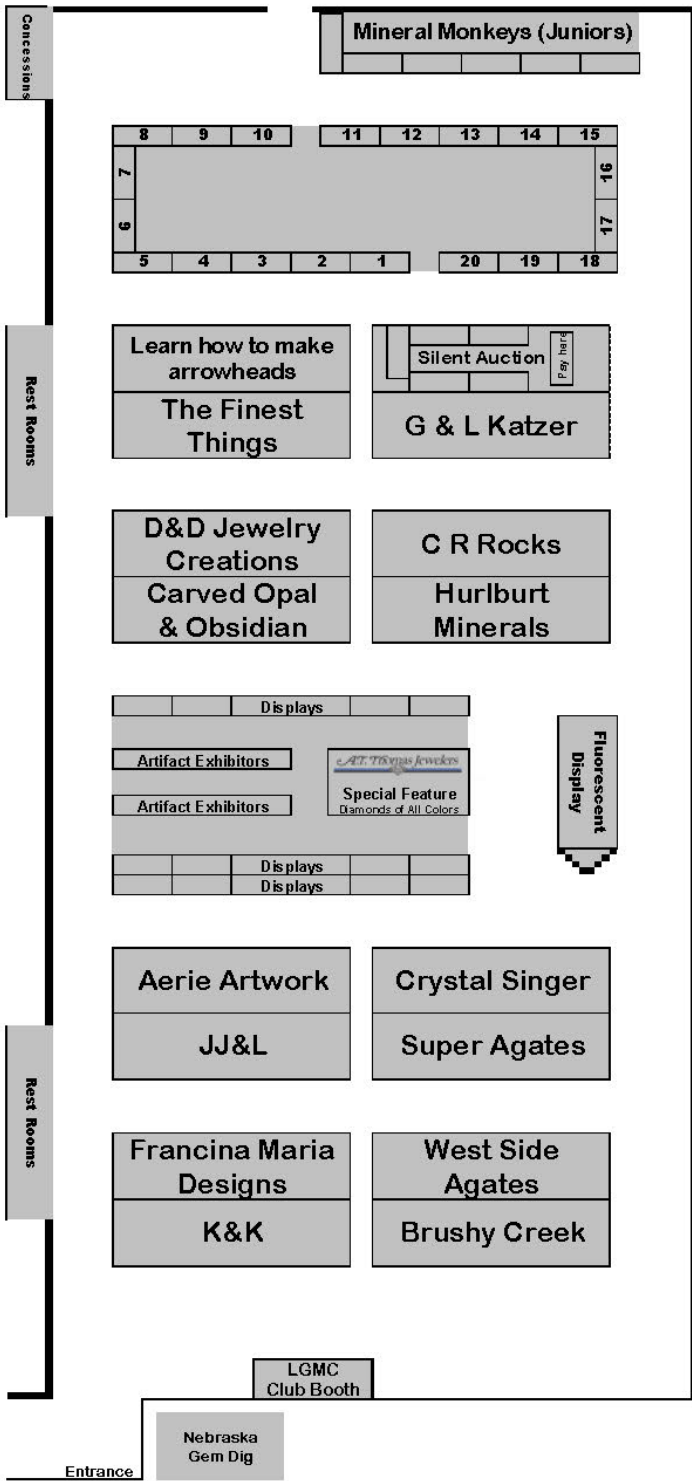 Concessions
Mineral Monkeys (Juniors)
8 9 10 11 12 13 14 15
7
16
6
17
5 4 3 2 1 20 19 18
Learn how to make
arrowheads
Silent Auction
Pay here
The Finest
Things
G & L Katzer
Rest Rooms
D&D Jewelry
Creations
C R Rocks
Carved Opal
& Obsidian
Hurlburt
Minerals
Displays
Artifact Exhibitors
Thomas Jewelers
Special Feature
Diamonds of All Colors
Artifact Exhibitors
Fluorescent
Display
Displays
Displays
Aerie Artwork
Crystal Singer
JJ&L
Super Agates
Rest Rooms
Francina Maria
Designs
West Side
Agates
K&K
Brushy Creek
LGMC
Club Booth
Nebraska
Gem Dig
Entrance